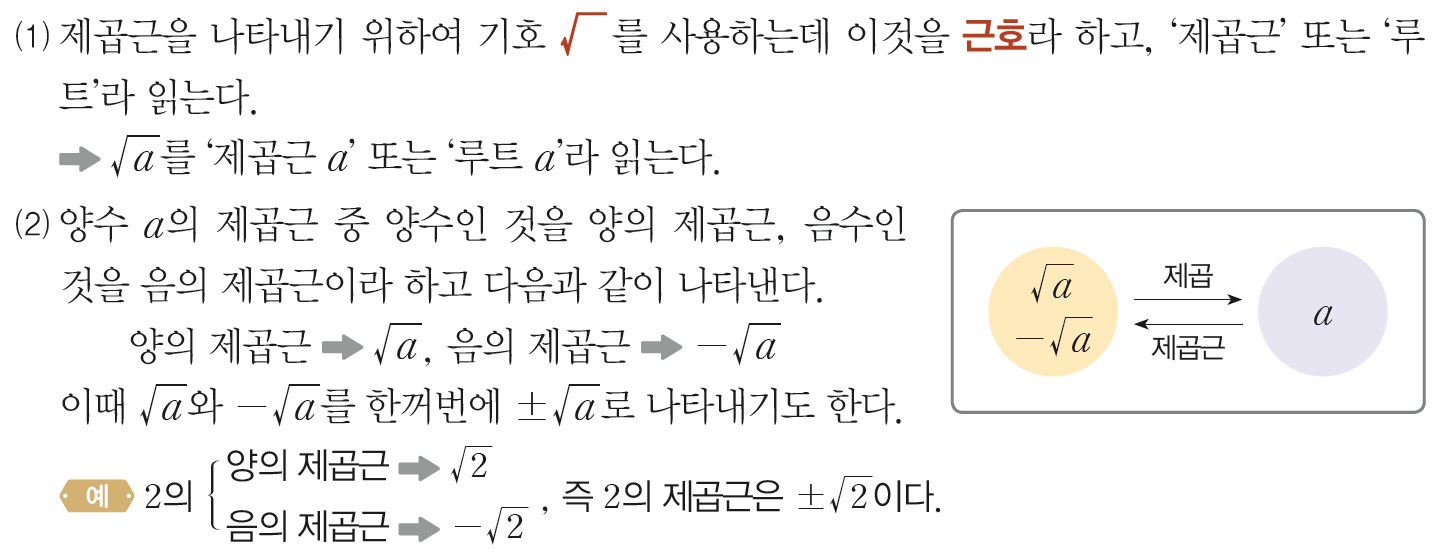 (1) 제곱근을 나타내기 위하여 기호 √ 를 사용하는데 이것을 근호라 하고, ‘제곱근’ 또는 ‘루
트’라 읽는다.
➡ √a를 ‘제곱근 a’ 또는 ‘루트 a’라 읽는다.
(2) 양수 a의 제곱근 중 양수인 것을 양의 제곱근, 음수인
것을 음의 제곱근이라 하고 다음과 같이 나타낸다.
양의 제곱근 ➡ √a, 음의 제곱근 ➡ -√a
이때 √a와 -√a를 한꺼번에 ±√a로 나타내기도 한다.
예 2의 { 양의 제곱근 ➡ √2
음의 제곱근 ➡ -√2 , 즉 2의 제곱근은 ±√2이다.
√a
-√a
제곱
제곱근
a